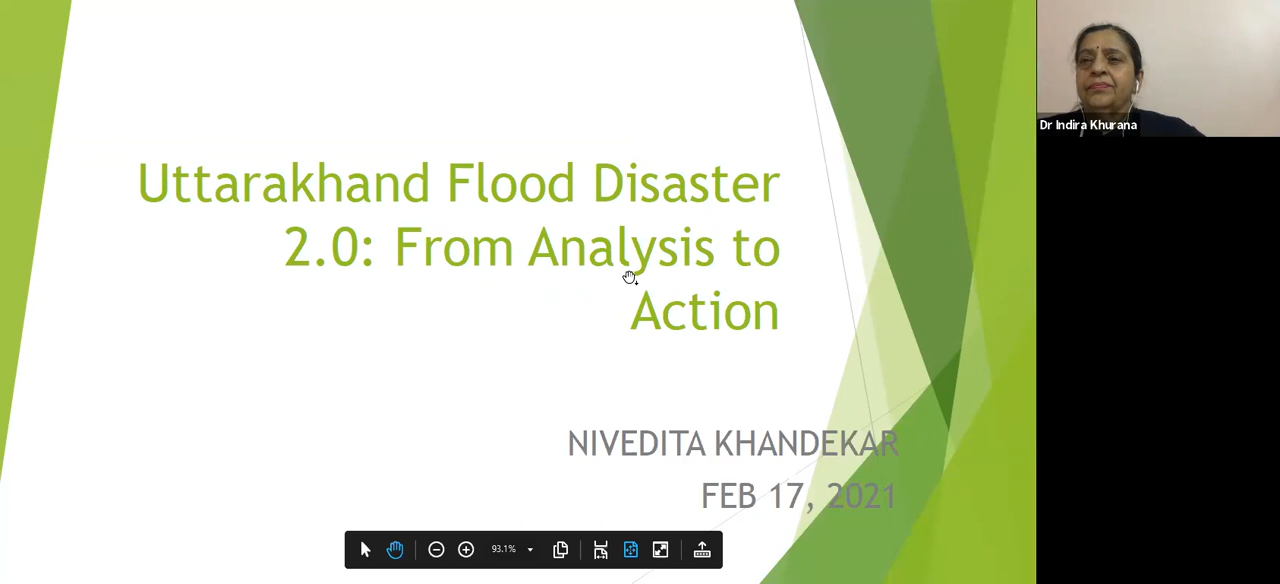 Uttarakhand Flood Disaster
2.0: From Analysis to
Action
NIVEDITA KHANDEKAR
FEB 17, 2021
Dr Indira Khurana
93.1%